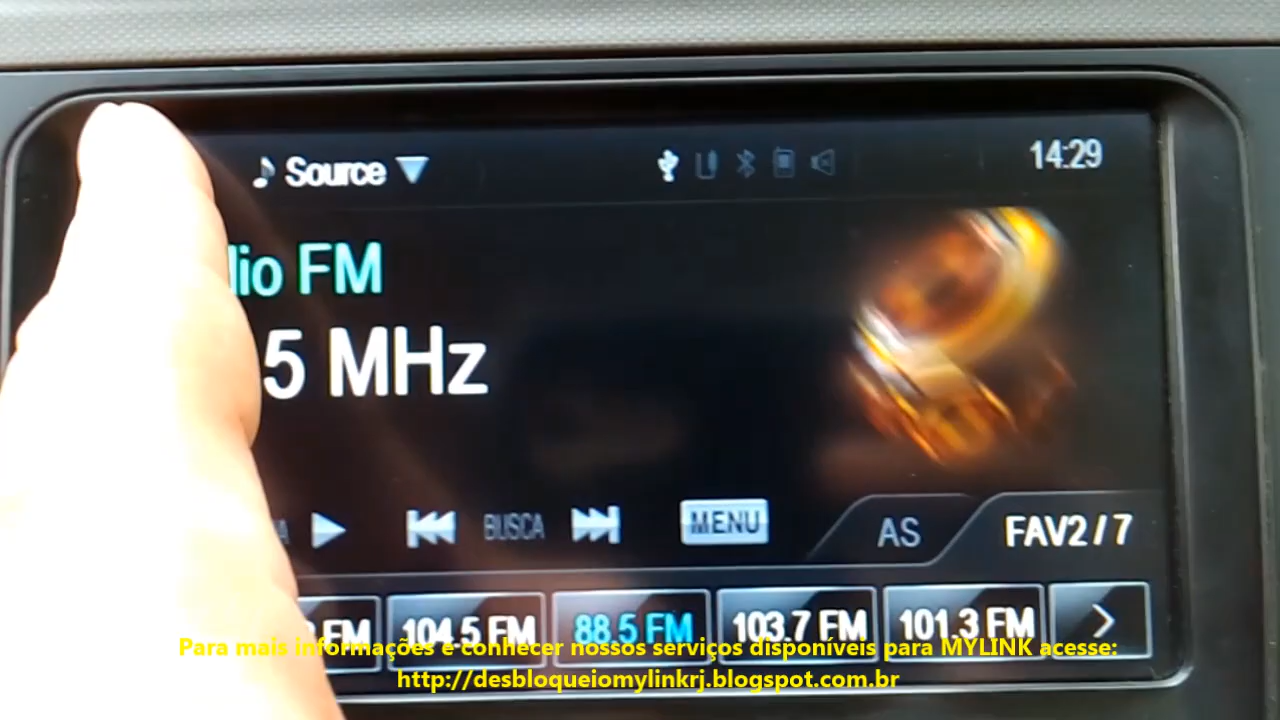 Source
14:29
FM
5 MHz
BUSCA
MENU
AS
FAV2 / 7
FM
104.5 FM
88.5 FM
103.7 FM
101.3 FM
Para mais informações e conhecer nossos serviços disponíveis para MYLINK acesse:
http://desbloqueiomylinkrj.blogspot.com.br